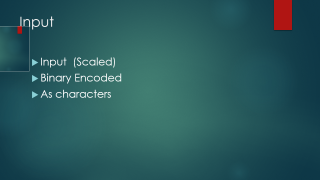 Input
Input (Scaled)
Binary Encoded
As characters